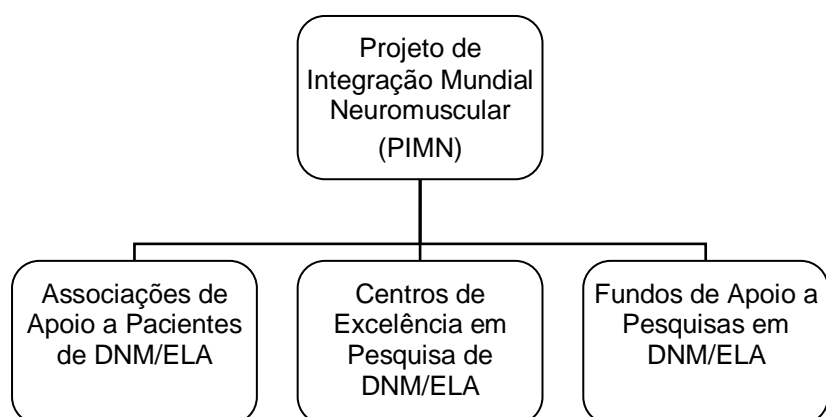 Projeto de
Integração Mundial
Neuromuscular
(PIMN)
Associações de
Apoio a Pacientes
de DNM/ELA
Centros de
Excelência em
Pesquisa de
DNM/ELA
Fundos de Apoio a
Pesquisas em
DNM/ELA